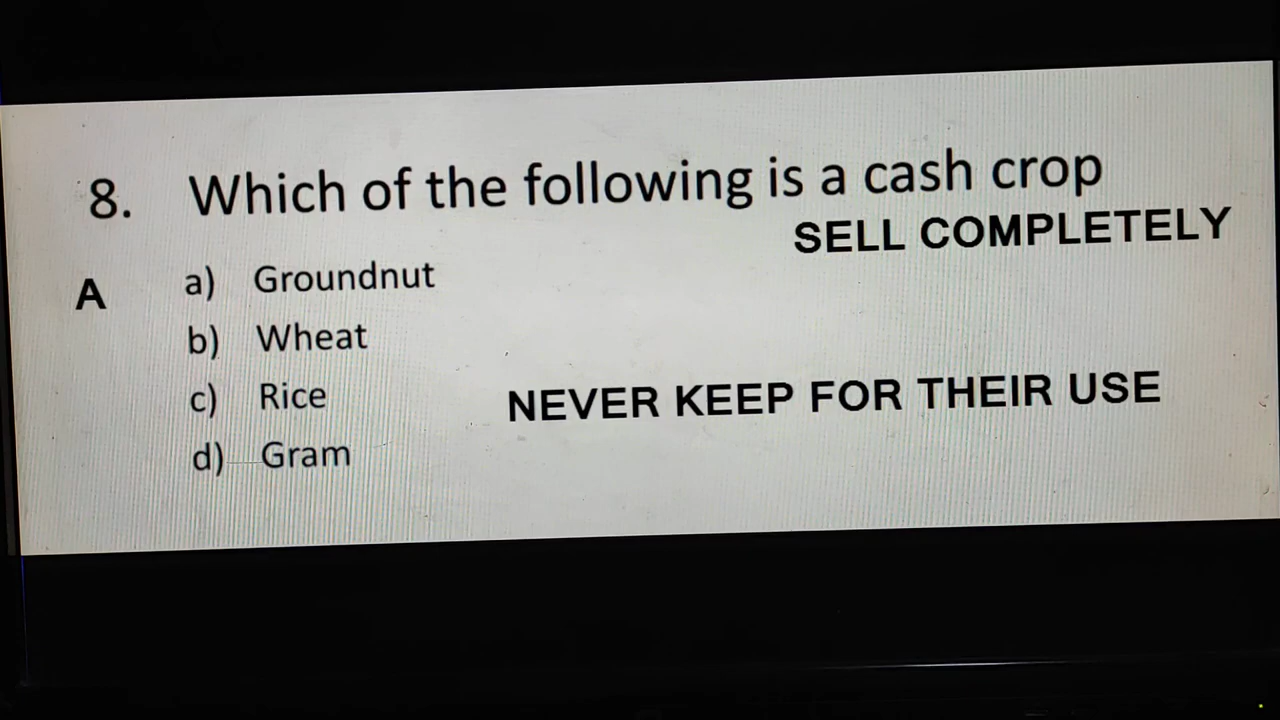 8. Which of the following is a cash crop
SELL COMPLETELY
A a) Groundnut
b) Wheat
c) Rice
NEVER KEEP FOR THEIR USE
d) Gram